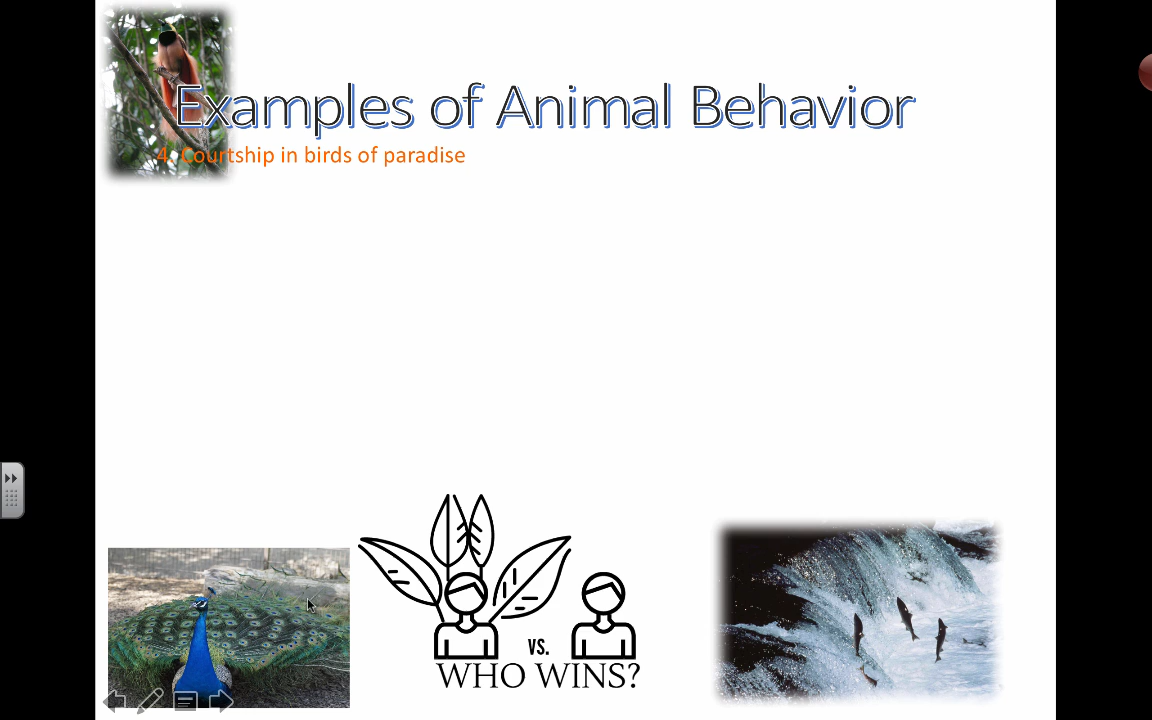 Examples of Animal Behavior
4. Courtship in birds of paradise
VS.
WHO WINS?